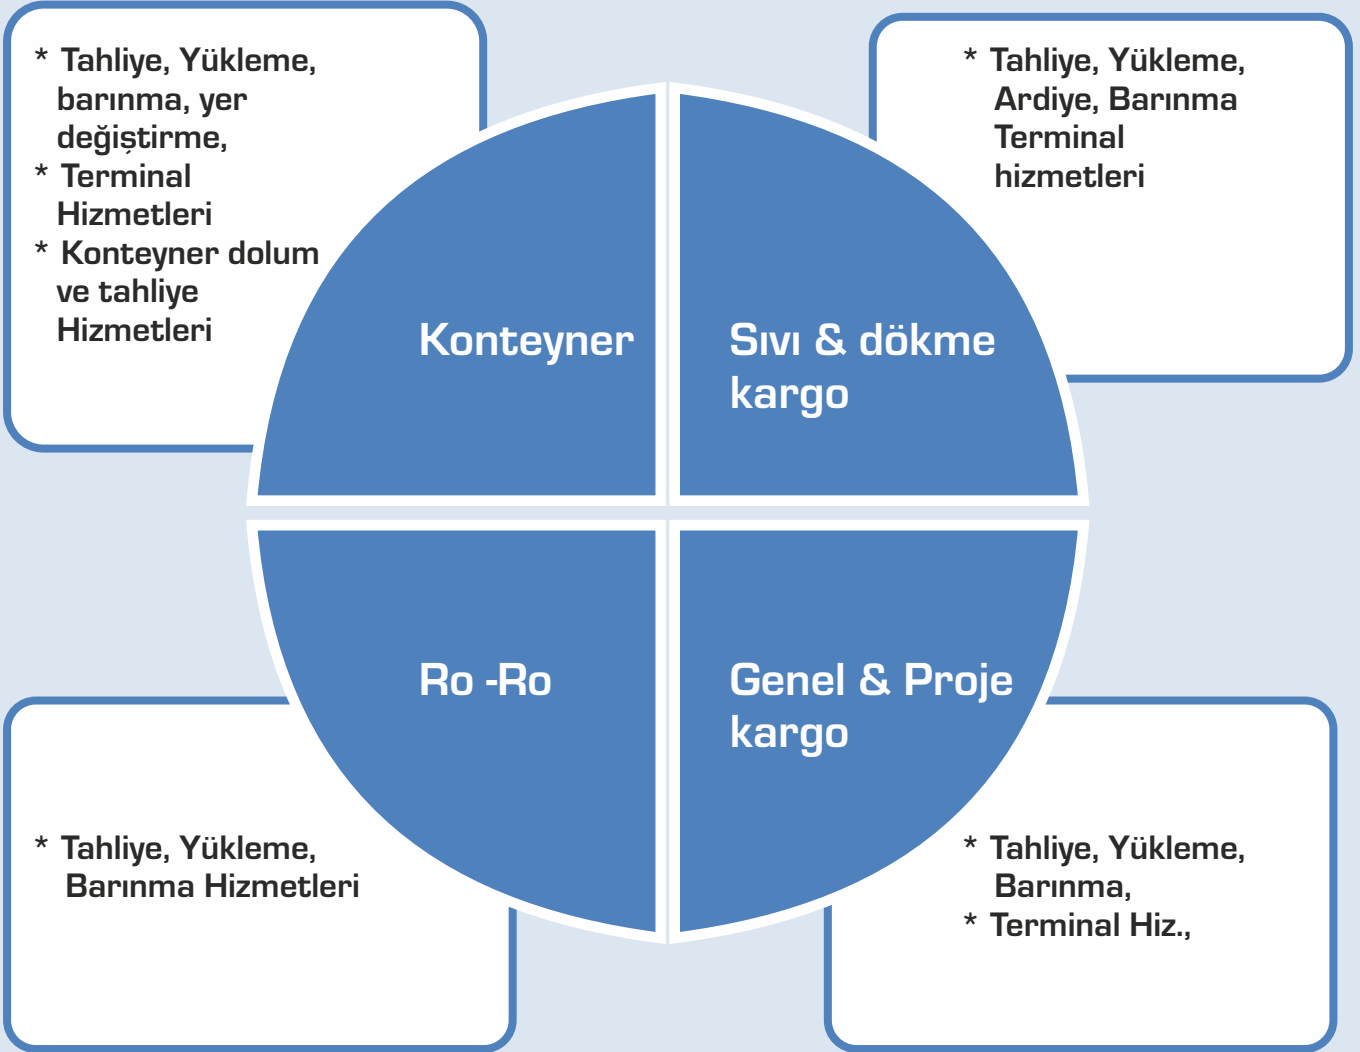 * Tahliye, Yükleme,
barınma, yer
değiştirme,
* Terminal
Hizmetleri
* Konteyner dolum
ve tahliye
Hizmetleri
* Tahliye, Yükleme,
Ardiye, Barınma
Terminal
hizmetleri
Konteyner
Sıvı & dökme
kargo
Ro -Ro
Genel & Proje
kargo
* Tahliye, Yükleme,
Barınma Hizmetleri
* Tahliye, Yükleme,
Barınma,
* Terminal Hiz.,